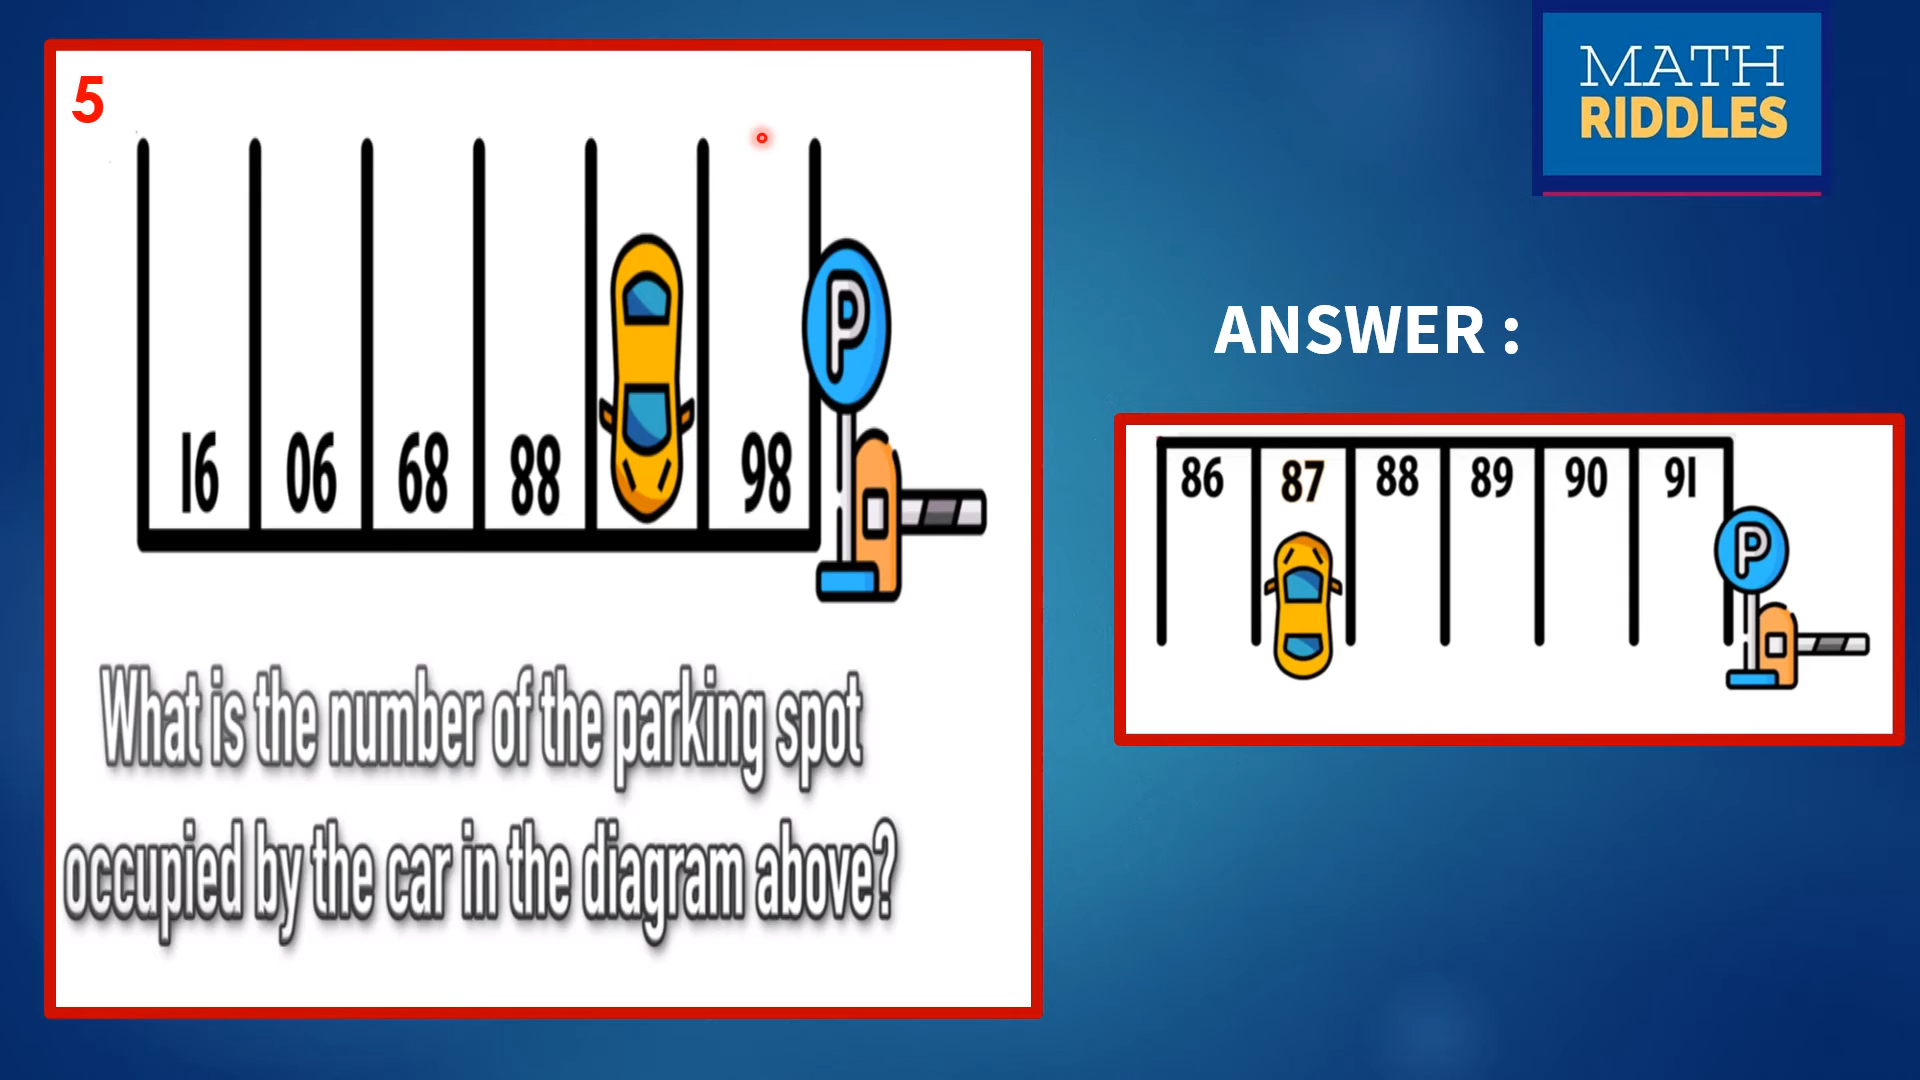 5
16
06
68
88
98
P
What is the number of the parking spot
occupied by the car in the diagram above?
MATH
RIDDLES
ANSWER :
86
87
88
89
90
91
P